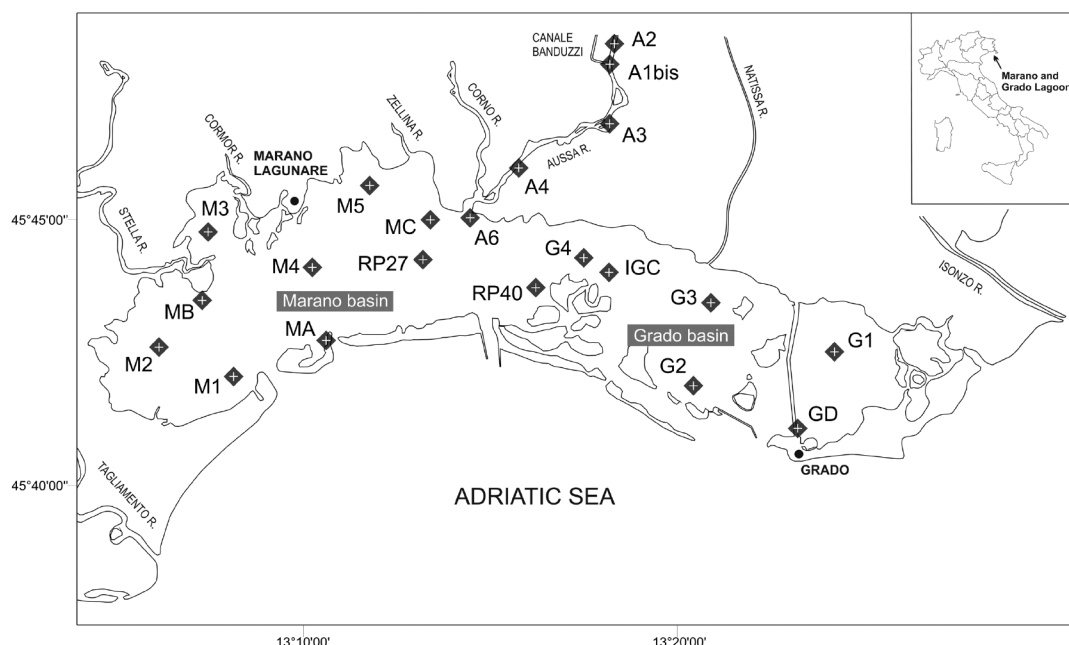 CANALE
BANDUZZI
A2
A1bis
Marano and
Grado Lagoon
NATISSA R.
ZELLINA R.
CORNO R.
A3
CORMOR R.
MARANO
LAGUNARE
AUSSA R.
A4
M5
M3
45°45'00"
STELLA R.
MC
A6
M4
RP27
G4
IGC
ISONZO R.
MB
Marano basin
RP40
G3
MA
Grado basin
G1
M2
M1
G2
GD
GRADO
45°40'00"
TAGLIAMENTO R.
ADRIATIC SEA
13°10'00"
13°20'00"